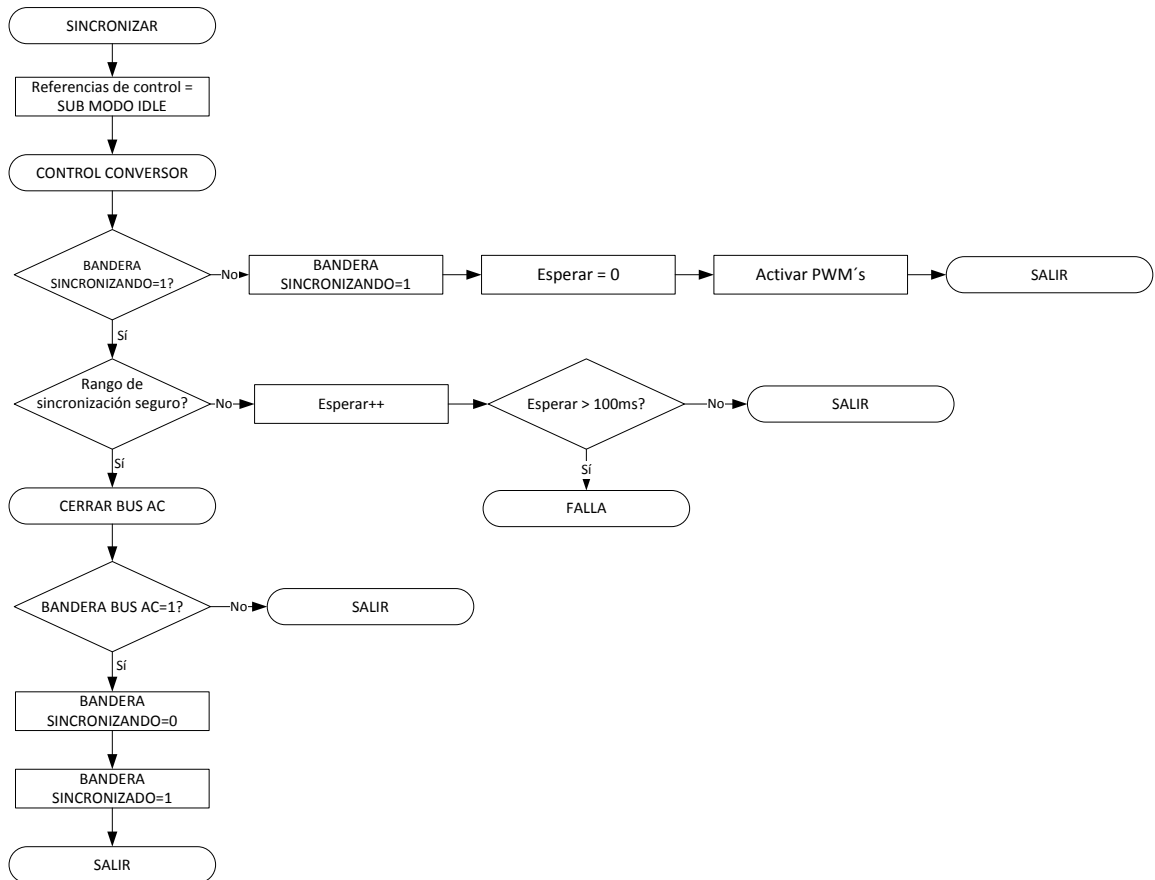 SINCRONIZAR
Referencias de control =
SUB MODO IDLE
CONTROL CONVERSOR
BANDERA
SINCRONIZANDO=1?
No
BANDERA
SINCRONIZANDO=1
Esperar = 0
Activar PWM´s
SALIR
Sí
Rango de
sincronización seguro?
No
Esperar++
Esperar > 100ms?
No
SALIR
Sí
FALLA
Sí
CERRAR BUS AC
BANDERA BUS AC=1?
No
SALIR
Sí
BANDERA
SINCRONIZANDO=0
BANDERA
SINCRONIZADO=1
SALIR